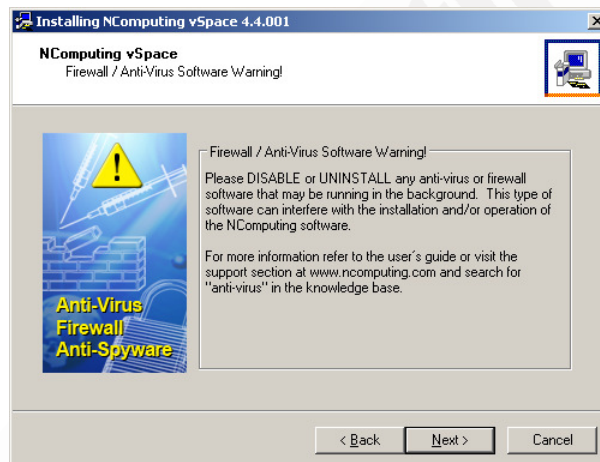 Installing NComputing vSpace 4.4.001
NComputing vSpace
Firewall / Anti-Virus Software Warning!
Firewall / Anti-Virus Software Warning!
Please DISABLE or UNINSTALL any anti-virus or firewall
software that may be running in the background. This type of
software can interfere with the installation and/or operation of
the NComputing software.
For more information refer to the user's guide or visit the
support section at www.ncomputing.com and search for
"anti-virus" in the knowledge base.
Anti-Virus
Firewall
Anti-Spyware
< Back
Next >
Cancel